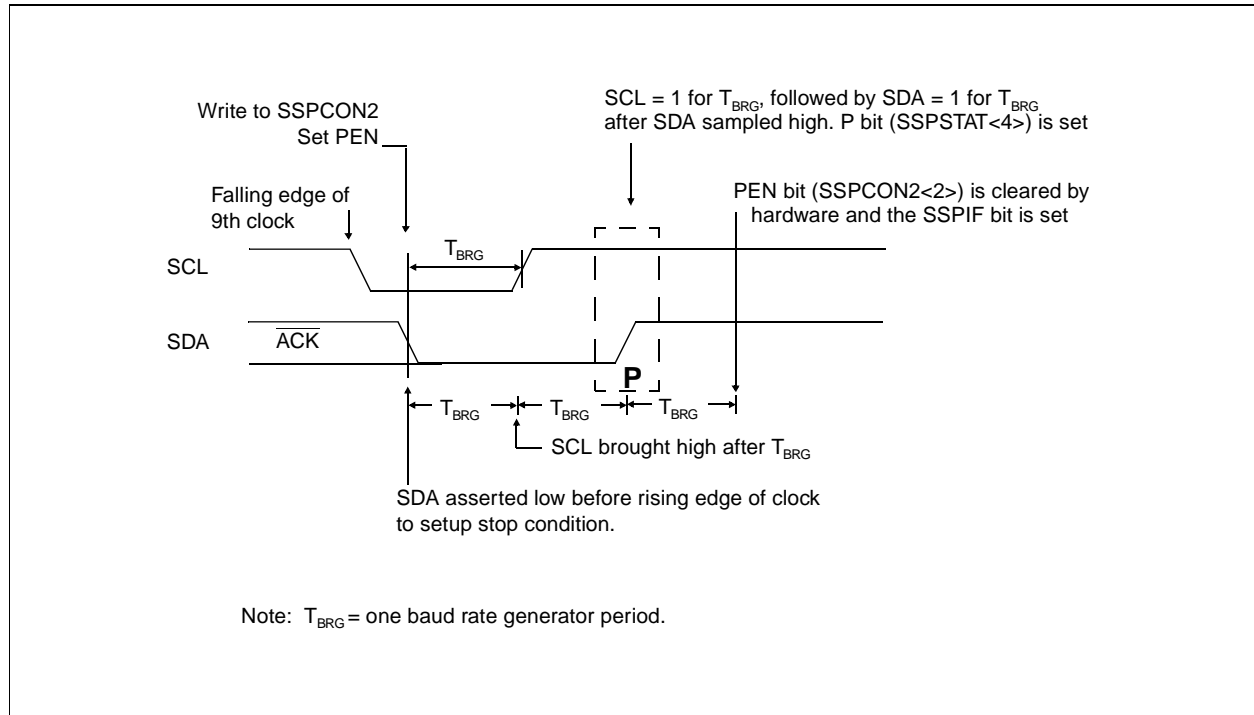 Write to SSPCON2
Set PEN
SCL = 1 for TBRG, followed by SDA = 1 for TBRG
after SDA sampled high. P bit (SSPSTAT<4>) is set
Falling edge of
9th clock
PEN bit (SSPCON2<2>) is cleared by
hardware and the SSPIF bit is set
TBRG
SCL
SDA
ACK
P
TBRG
TBRG
TBRG
SCL brought high after TBRG
SDA asserted low before rising edge of clock
to setup stop condition.
Note: TBRG = one baud rate generator period.